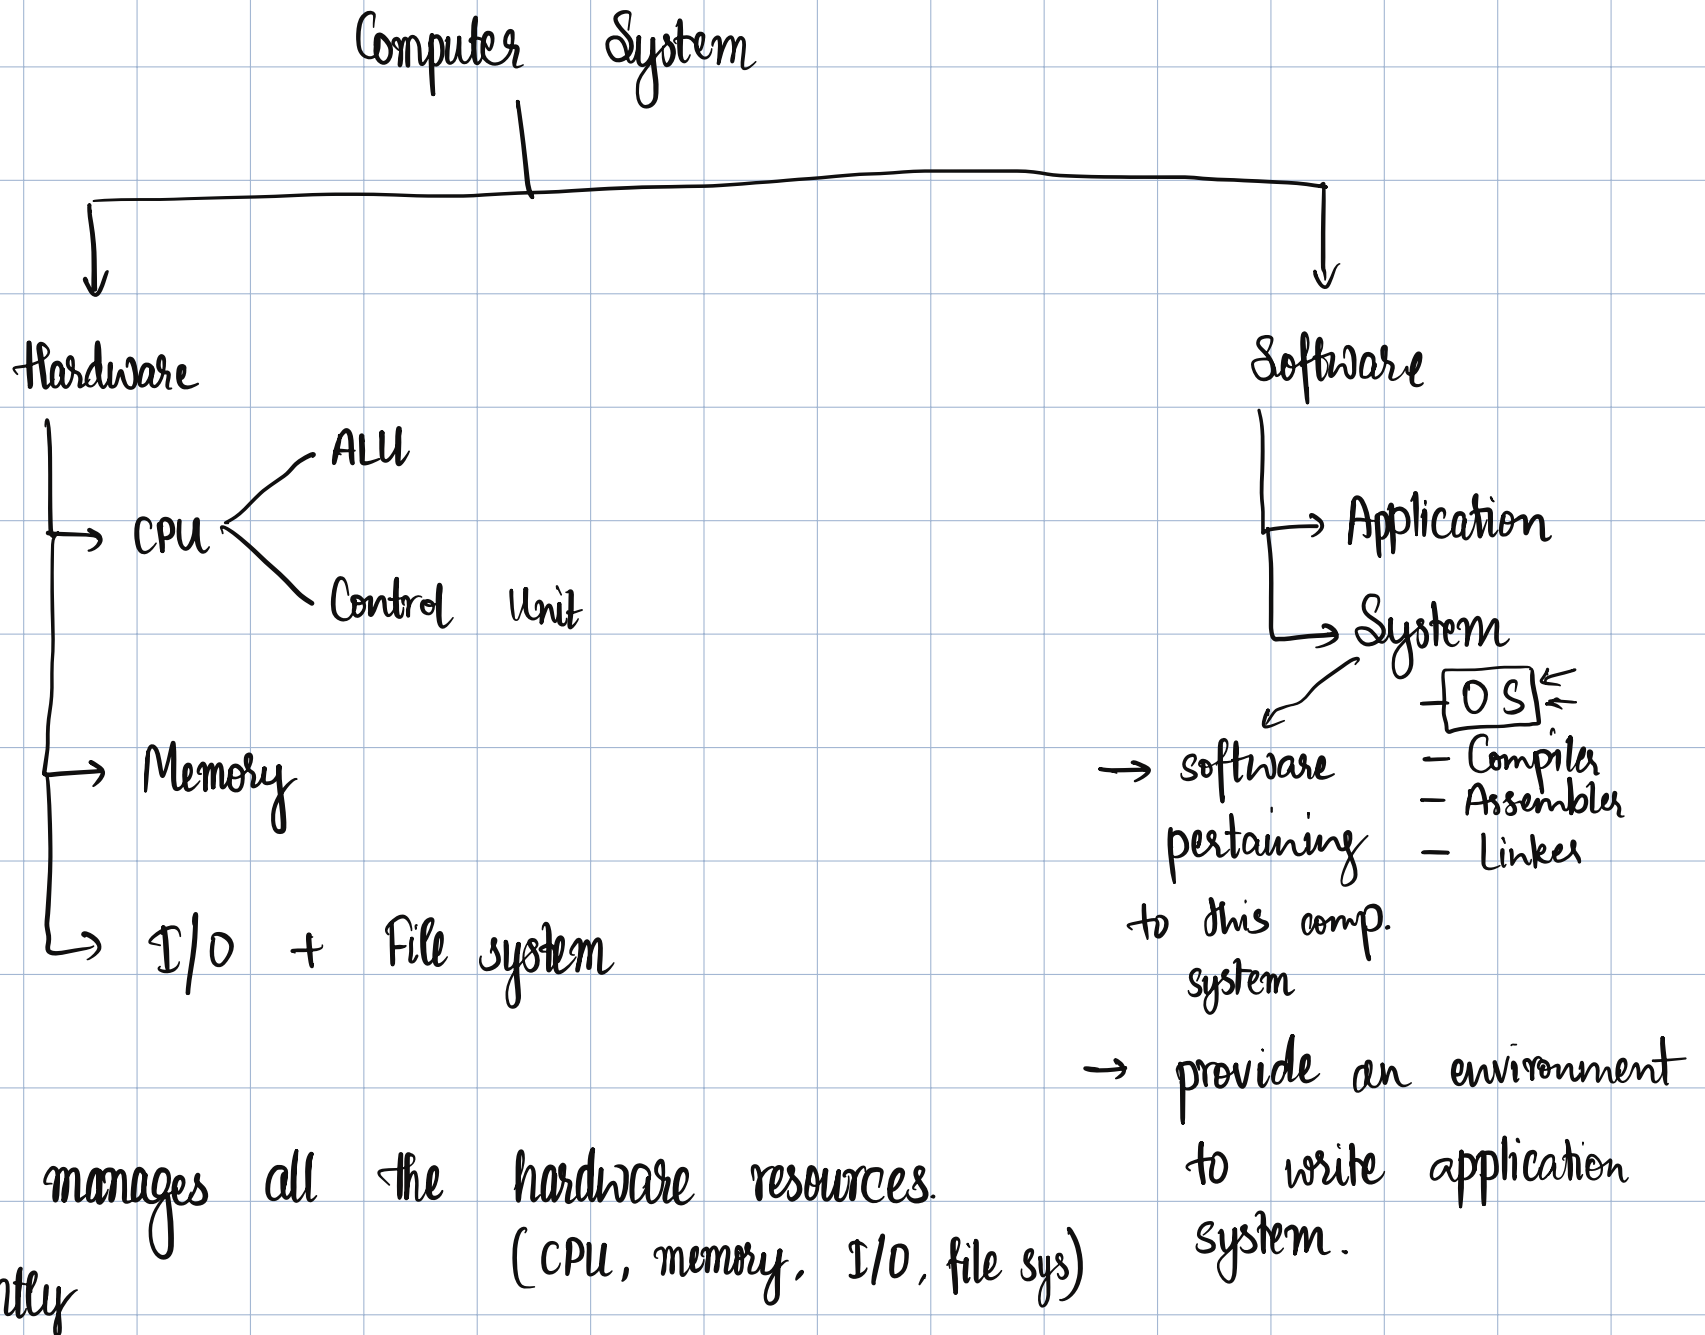 Computer System
Hardware
Software
ALU
CPU
Control Unit
Memory
I/O + File system
Application
System
- OS
- Compiler
- Assembler
- Linker
→ software
pertaining
to this comp.
system
→ provide an environment
to write application
system.
manages all the hardware resources.
(CPU, memory, I/O, file sys)
ntly